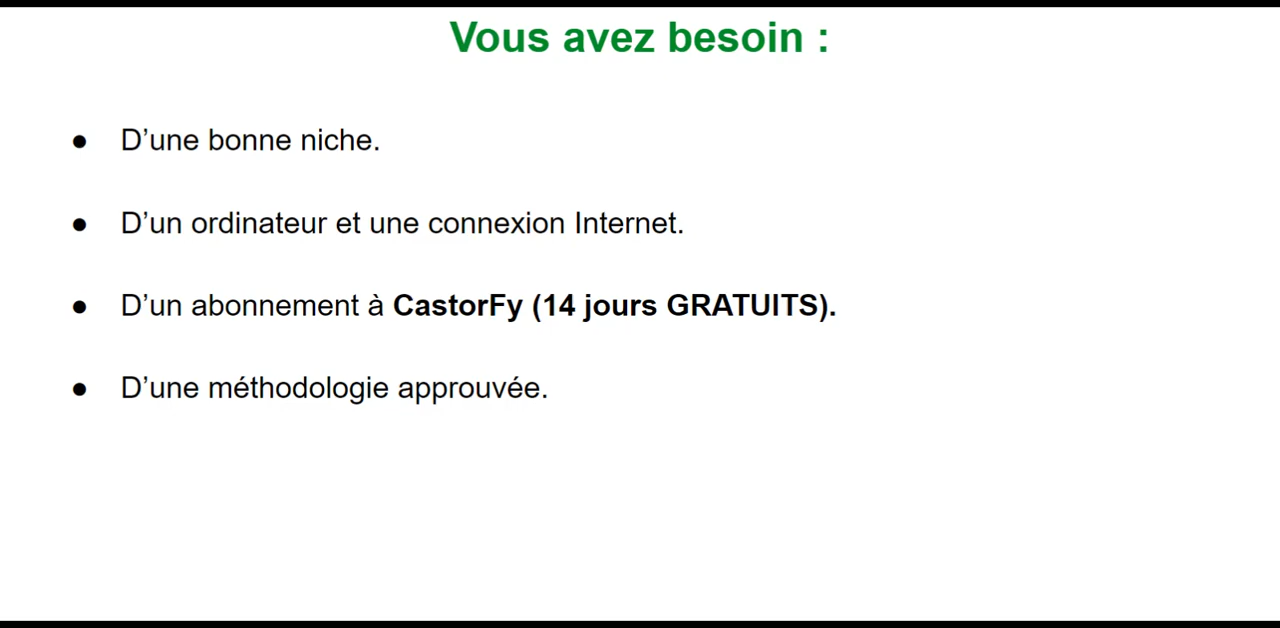 Vous avez besoin :
● D’une bonne niche.
● D’un ordinateur et une connexion Internet.
● D’un abonnement à CastorFy (14 jours GRATUITS).
● D’une méthodologie approuvée.